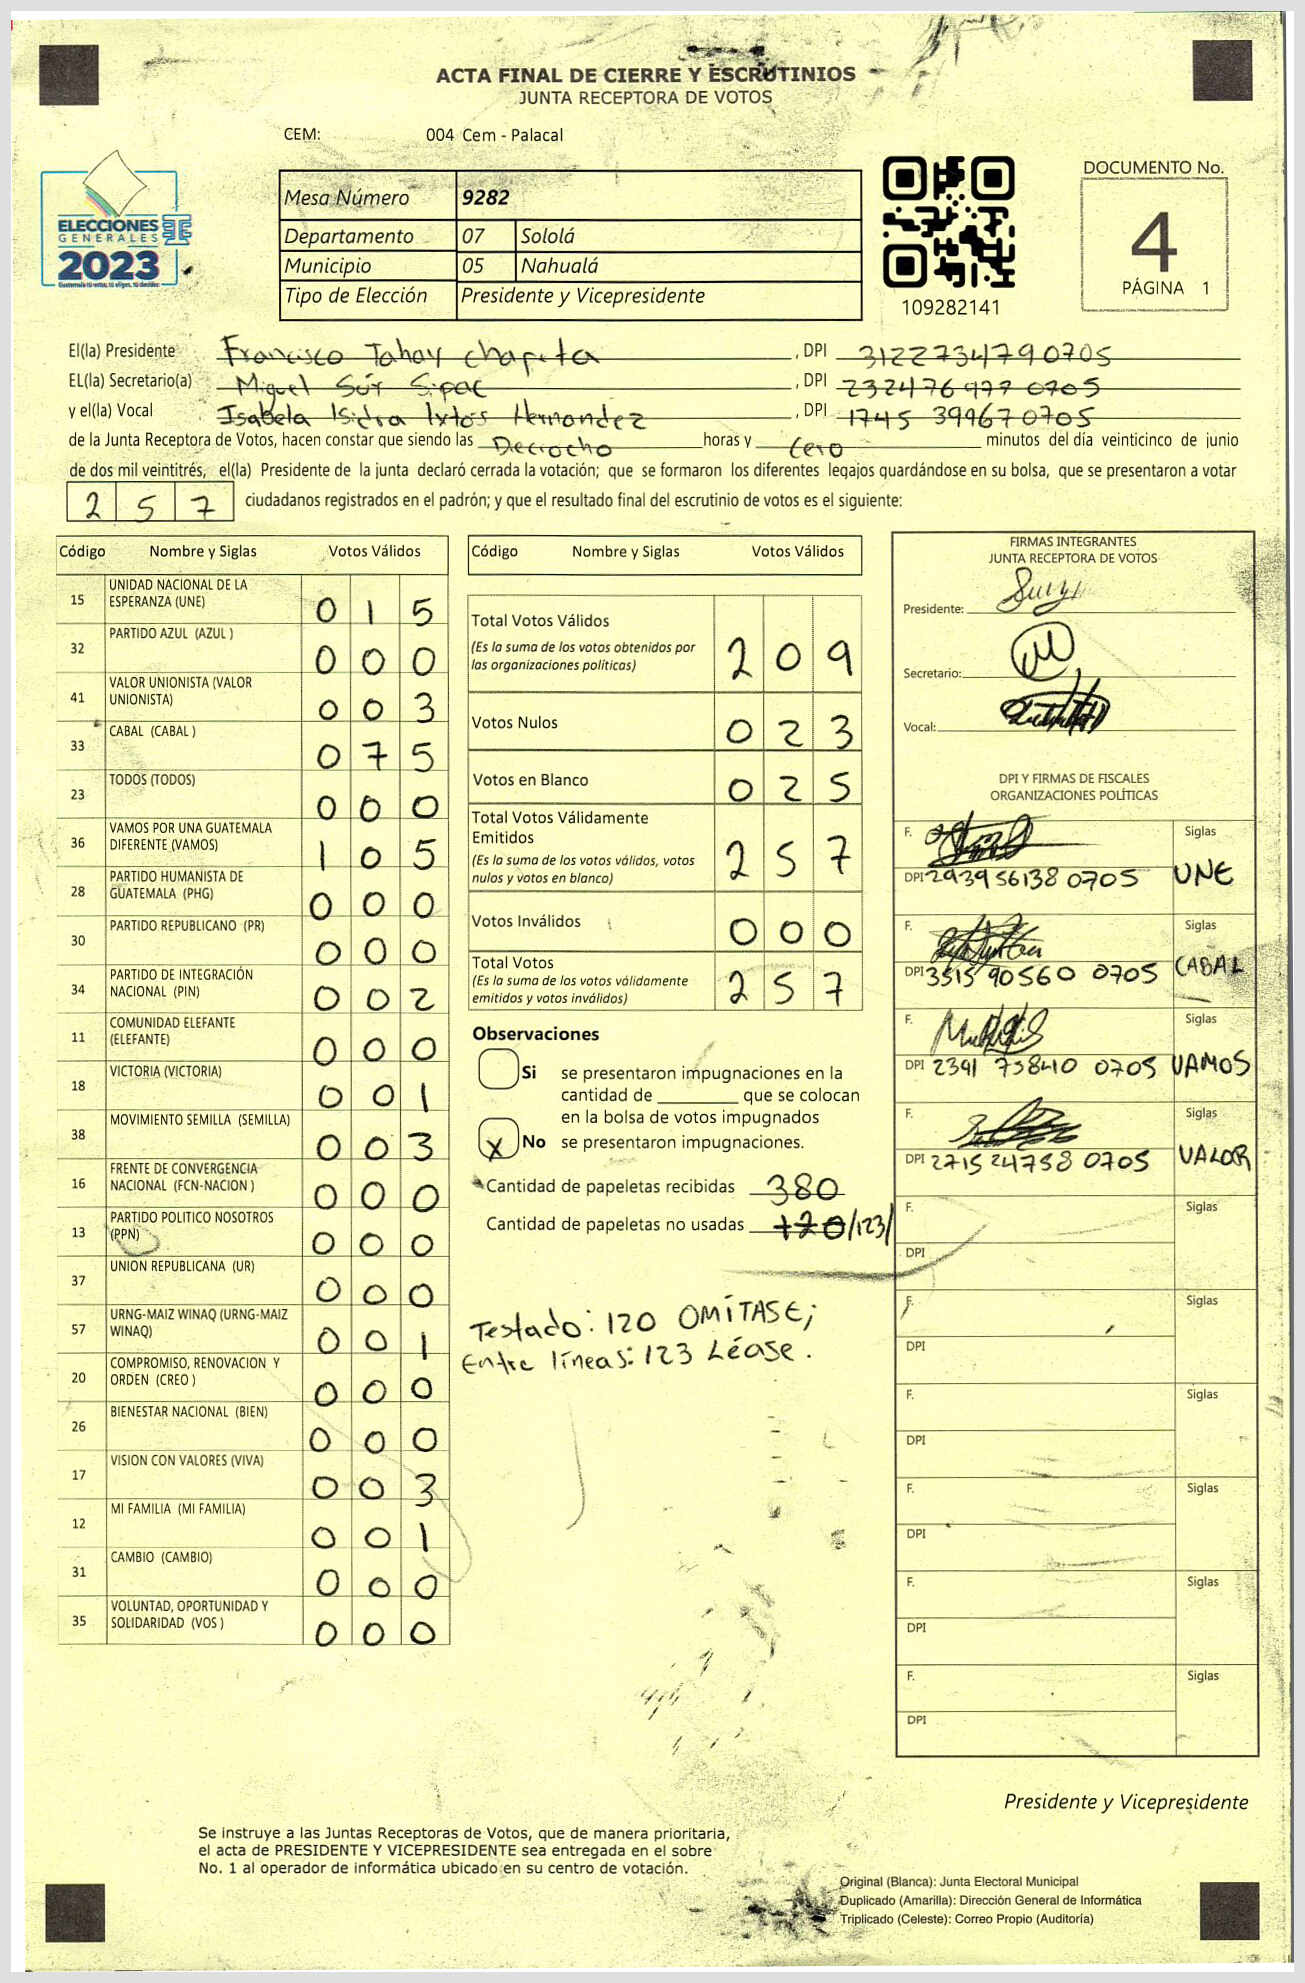 ACTA FINAL DE CIERRE Y ESCRUTINIOS
JUNTA RECEPTORA DE VOTOS
CEM: 004 Cem - Palacal
ELECCIONES
GENERALES
2023
Guatemala tú votas, tú eliges, tú decides
Mesa Número 9282
Departamento 07 Sololá
Municipio 05 Nahualá
Tipo de Elección Presidente y Vicepresidente
109282141
DOCUMENTO No.
4
PÁGINA 1
El(la) Presidente Francisco Tahay Chapeta , DPI 3122734790705
EL(la) Secretario(a) Miguel Súr Sipac , DPI 232476977 0705
y el(la) Vocal Isabela Isidra Ixtós Hernandez , DPI 1745 399670705
de la Junta Receptora de Votos, hacen constar que siendo las Deciocho horas y Cero minutos del día veinticinco de junio
de dos mil veintitrés, el(la) Presidente de la junta declaró cerrada la votación; que se formaron los diferentes legajos guardándose en su bolsa, que se presentaron a votar
2 5 7 ciudadanos registrados en el padrón; y que el resultado final del escrutinio de votos es el siguiente:
Código Nombre y Siglas Votos Válidos
15 UNIDAD NACIONAL DE LA ESPERANZA (UNE) 0 1 5
32 PARTIDO AZUL (AZUL ) 0 0 0
41 VALOR UNIONISTA (VALOR UNIONISTA) 0 0 3
33 CABAL (CABAL ) 0 7 5
23 TODOS (TODOS) 0 0 0
36 VAMOS POR UNA GUATEMALA DIFERENTE (VAMOS) 1 0 5
28 PARTIDO HUMANISTA DE GUATEMALA (PHG) 0 0 0
30 PARTIDO REPUBLICANO (PR) 0 0 0
34 PARTIDO DE INTEGRACIÓN NACIONAL (PIN) 0 0 2
11 COMUNIDAD ELEFANTE (ELEFANTE) 0 0 0
18 VICTORIA (VICTORIA) 0 0 1
38 MOVIMIENTO SEMILLA (SEMILLA) 0 0 3
16 FRENTE DE CONVERGENCIA NACIONAL (FCN-NACION ) 0 0 0
13 PARTIDO POLITICO NOSOTROS (PPN) 0 0 0
37 UNION REPUBLICANA (UR) 0 0 0
57 URNG-MAIZ WINAQ (URNG-MAIZ WINAQ) 0 0 1
20 COMPROMISO, RENOVACION Y ORDEN (CREO ) 0 0 0
26 BIENESTAR NACIONAL (BIEN) 0 0 0
17 VISION CON VALORES (VIVA) 0 0 3
12 MI FAMILIA (MI FAMILIA) 0 0 1
31 CAMBIO (CAMBIO) 0 0 0
35 VOLUNTAD, OPORTUNIDAD Y SOLIDARIDAD (VOS ) 0 0 0
Código Nombre y Siglas Votos Válidos
Total Votos Válidos 2 0 9
(Es la suma de los votos obtenidos por
las organizaciones políticas)
Votos Nulos 0 2 3
Votos en Blanco 0 2 5
Total Votos Válidamente
Emitidos 2 5 7
(Es la suma de los votos válidos, votos
nulos y votos en blanco)
Votos Inválidos 0 0 0
Total Votos 2 5 7
(Es la suma de los votos válidamente
emitidos y votos inválidos)
Observaciones
Si se presentaron impugnaciones en la
cantidad de ________ que se colocan
en la bolsa de votos impugnados
X No se presentaron impugnaciones.
Cantidad de papeletas recibidas 380
Cantidad de papeletas no usadas 120/123/
Testado: 120 OMÍTASE;
Entre líneas: 123 Léase.
FIRMAS INTEGRANTES
JUNTA RECEPTORA DE VOTOS
Presidente:
Secretario:
Vocal:
DPI Y FIRMAS DE FISCALES
ORGANIZACIONES POLÍTICAS
F. Siglas
DPI 293956138 0705 UNE
F. Siglas
DPI 3515 90560 0705 CABAL
F. Siglas
DPI 2391 75840 0705 VAMOS
F. Siglas
DPI 2715 24758 0705 VALOR
F. Siglas
DPI
F. Siglas
DPI
F. Siglas
DPI
F. Siglas
DPI
F. Siglas
DPI
F. Siglas
DPI
Presidente y Vicepresidente
Se instruye a las Juntas Receptoras de Votos, que de manera prioritaria,
el acta de PRESIDENTE Y VICEPRESIDENTE sea entregada en el sobre
No. 1 al operador de informática ubicado en su centro de votación.
Original (Blanca): Junta Electoral Municipal
Duplicado (Amarilla): Dirección General de Informática
Triplicado (Celeste): Correo Propio (Auditoría)